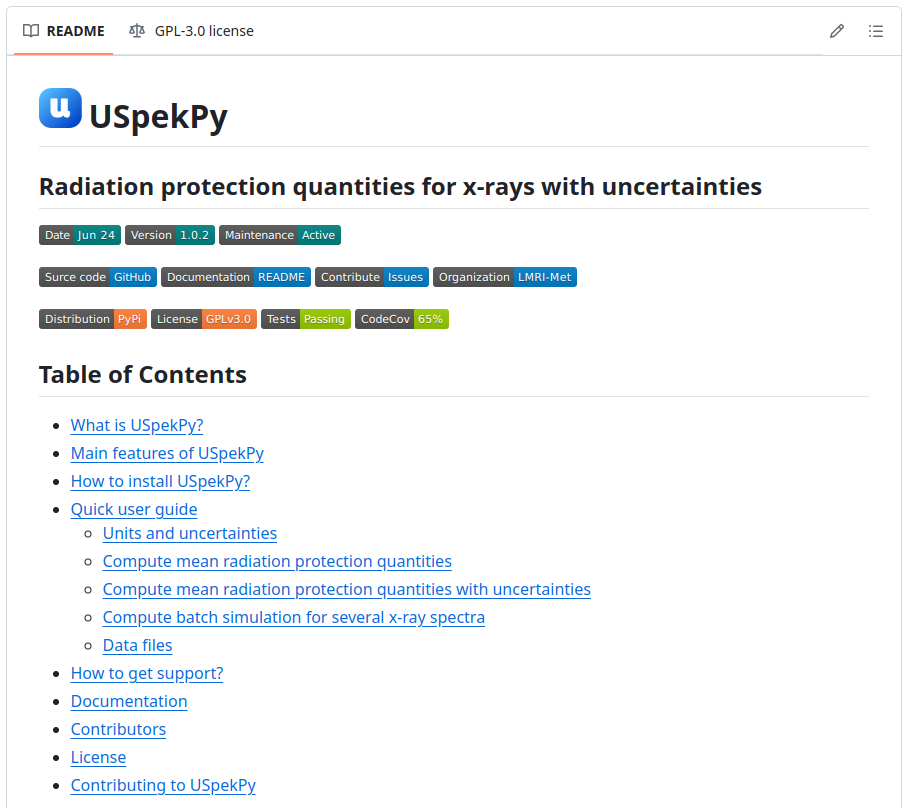 README GPL-3.0 license
u USpekPy
Radiation protection quantities for x-rays with uncertainties
Date Jun 24 Version 1.0.2 Maintenance Active
Surce code GitHub Documentation README Contribute Issues Organization LMRI-Met
Distribution PyPi License GPLv3.0 Tests Passing CodeCov 65%
Table of Contents
What is USpekPy?
Main features of USpekPy
How to install USpekPy?
Quick user guide
Units and uncertainties
Compute mean radiation protection quantities
Compute mean radiation protection quantities with uncertainties
Compute batch simulation for several x-ray spectra
Data files
How to get support?
Documentation
Contributors
License
Contributing to USpekPy